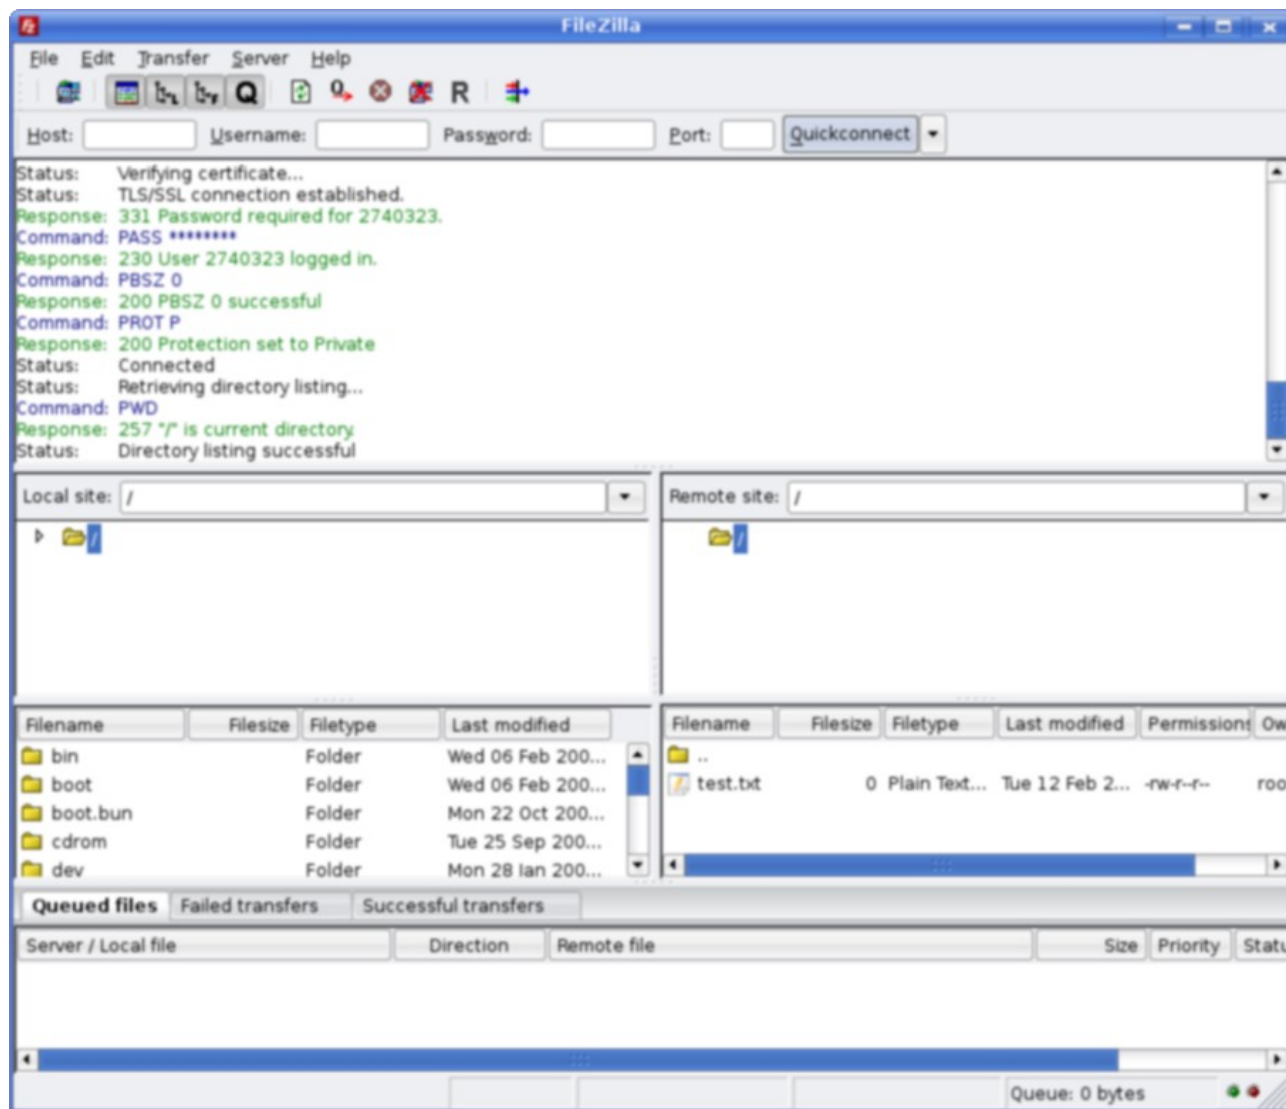 FileZilla
File Edit Transfer Server Help
Q Q R
Host: Username: Password: Port: Quickconnect
Status: Verifying certificate...
Status: TLS/SSL connection established.
Response: 331 Password required for 2740323.
Command: PASS ********
Response: 230 User 2740323 logged in.
Command: PBSZ 0
Response: 200 PBSZ 0 successful
Command: PROT P
Response: 200 Protection set to Private
Status: Connected
Status: Retrieving directory listing...
Command: PWD
Response: 257 "/" is current directory.
Status: Directory listing successful
Local site: / Remote site: /
/ /
Filename Filesize Filetype Last modified Filename Filesize Filetype Last modified Permissions Ow
bin Folder Wed 06 Feb 200... ..
boot Folder Wed 06 Feb 200... test.txt 0 Plain Text... Tue 12 Feb 2... -rw-r--r-- roo
boot.bun Folder Mon 22 Oct 200...
cdrom Folder Tue 25 Sep 200...
dev Folder Mon 28 Jan 200...
Queued files Failed transfers Successful transfers
Server / Local file Direction Remote file Size Priority Statu
Queue: 0 bytes